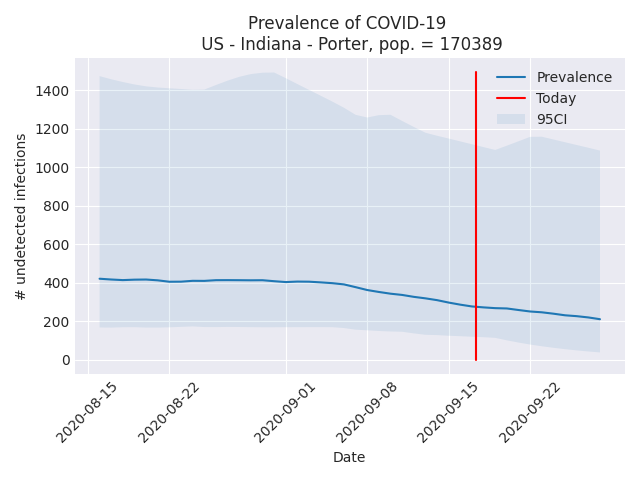 Prevalence of COVID-19
US - Indiana - Porter, pop. = 170389
Prevalence
Today
95CI
# undetected infections
1400
1200
1000
800
600
400
200
0
2020-08-15
2020-08-22
2020-09-01
2020-09-08
2020-09-15
2020-09-22
Date